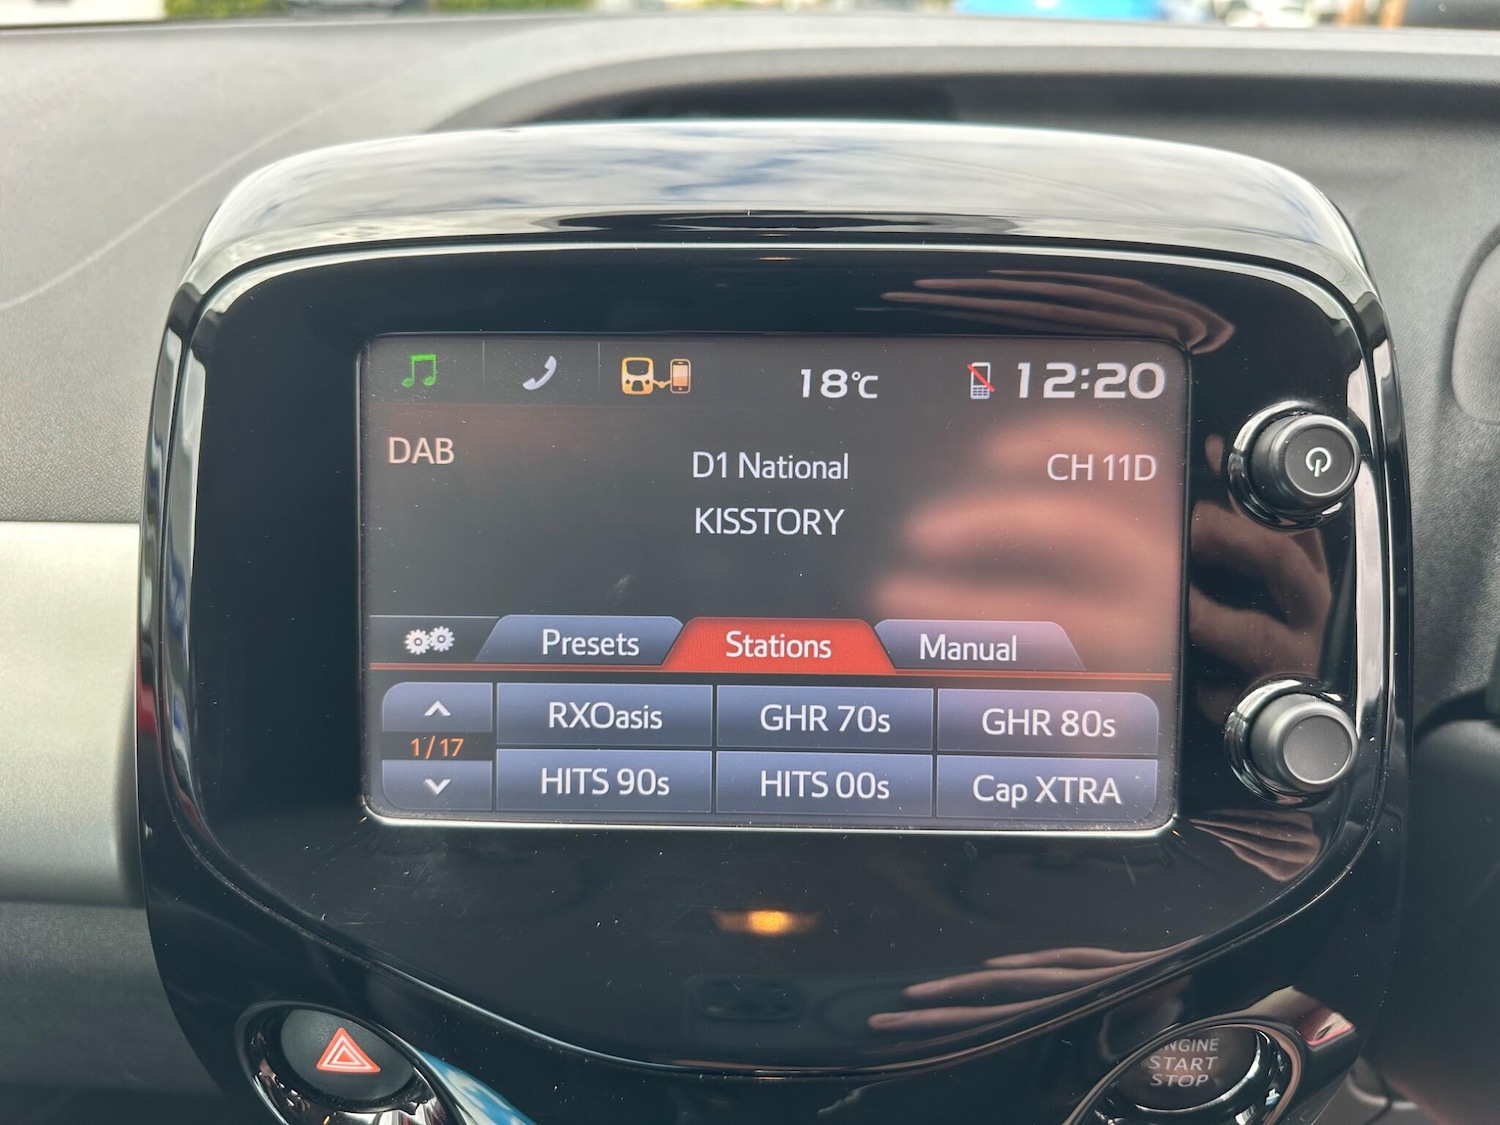 18°C
12:20
DAB
D1 National
CH 11D
KISSTORY
Presets
Stations
Manual
1/17
RXOasis
GHR 70s
GHR 80s
HITS 90s
HITS 00s
Cap XTRA
ENGINE
START
STOP